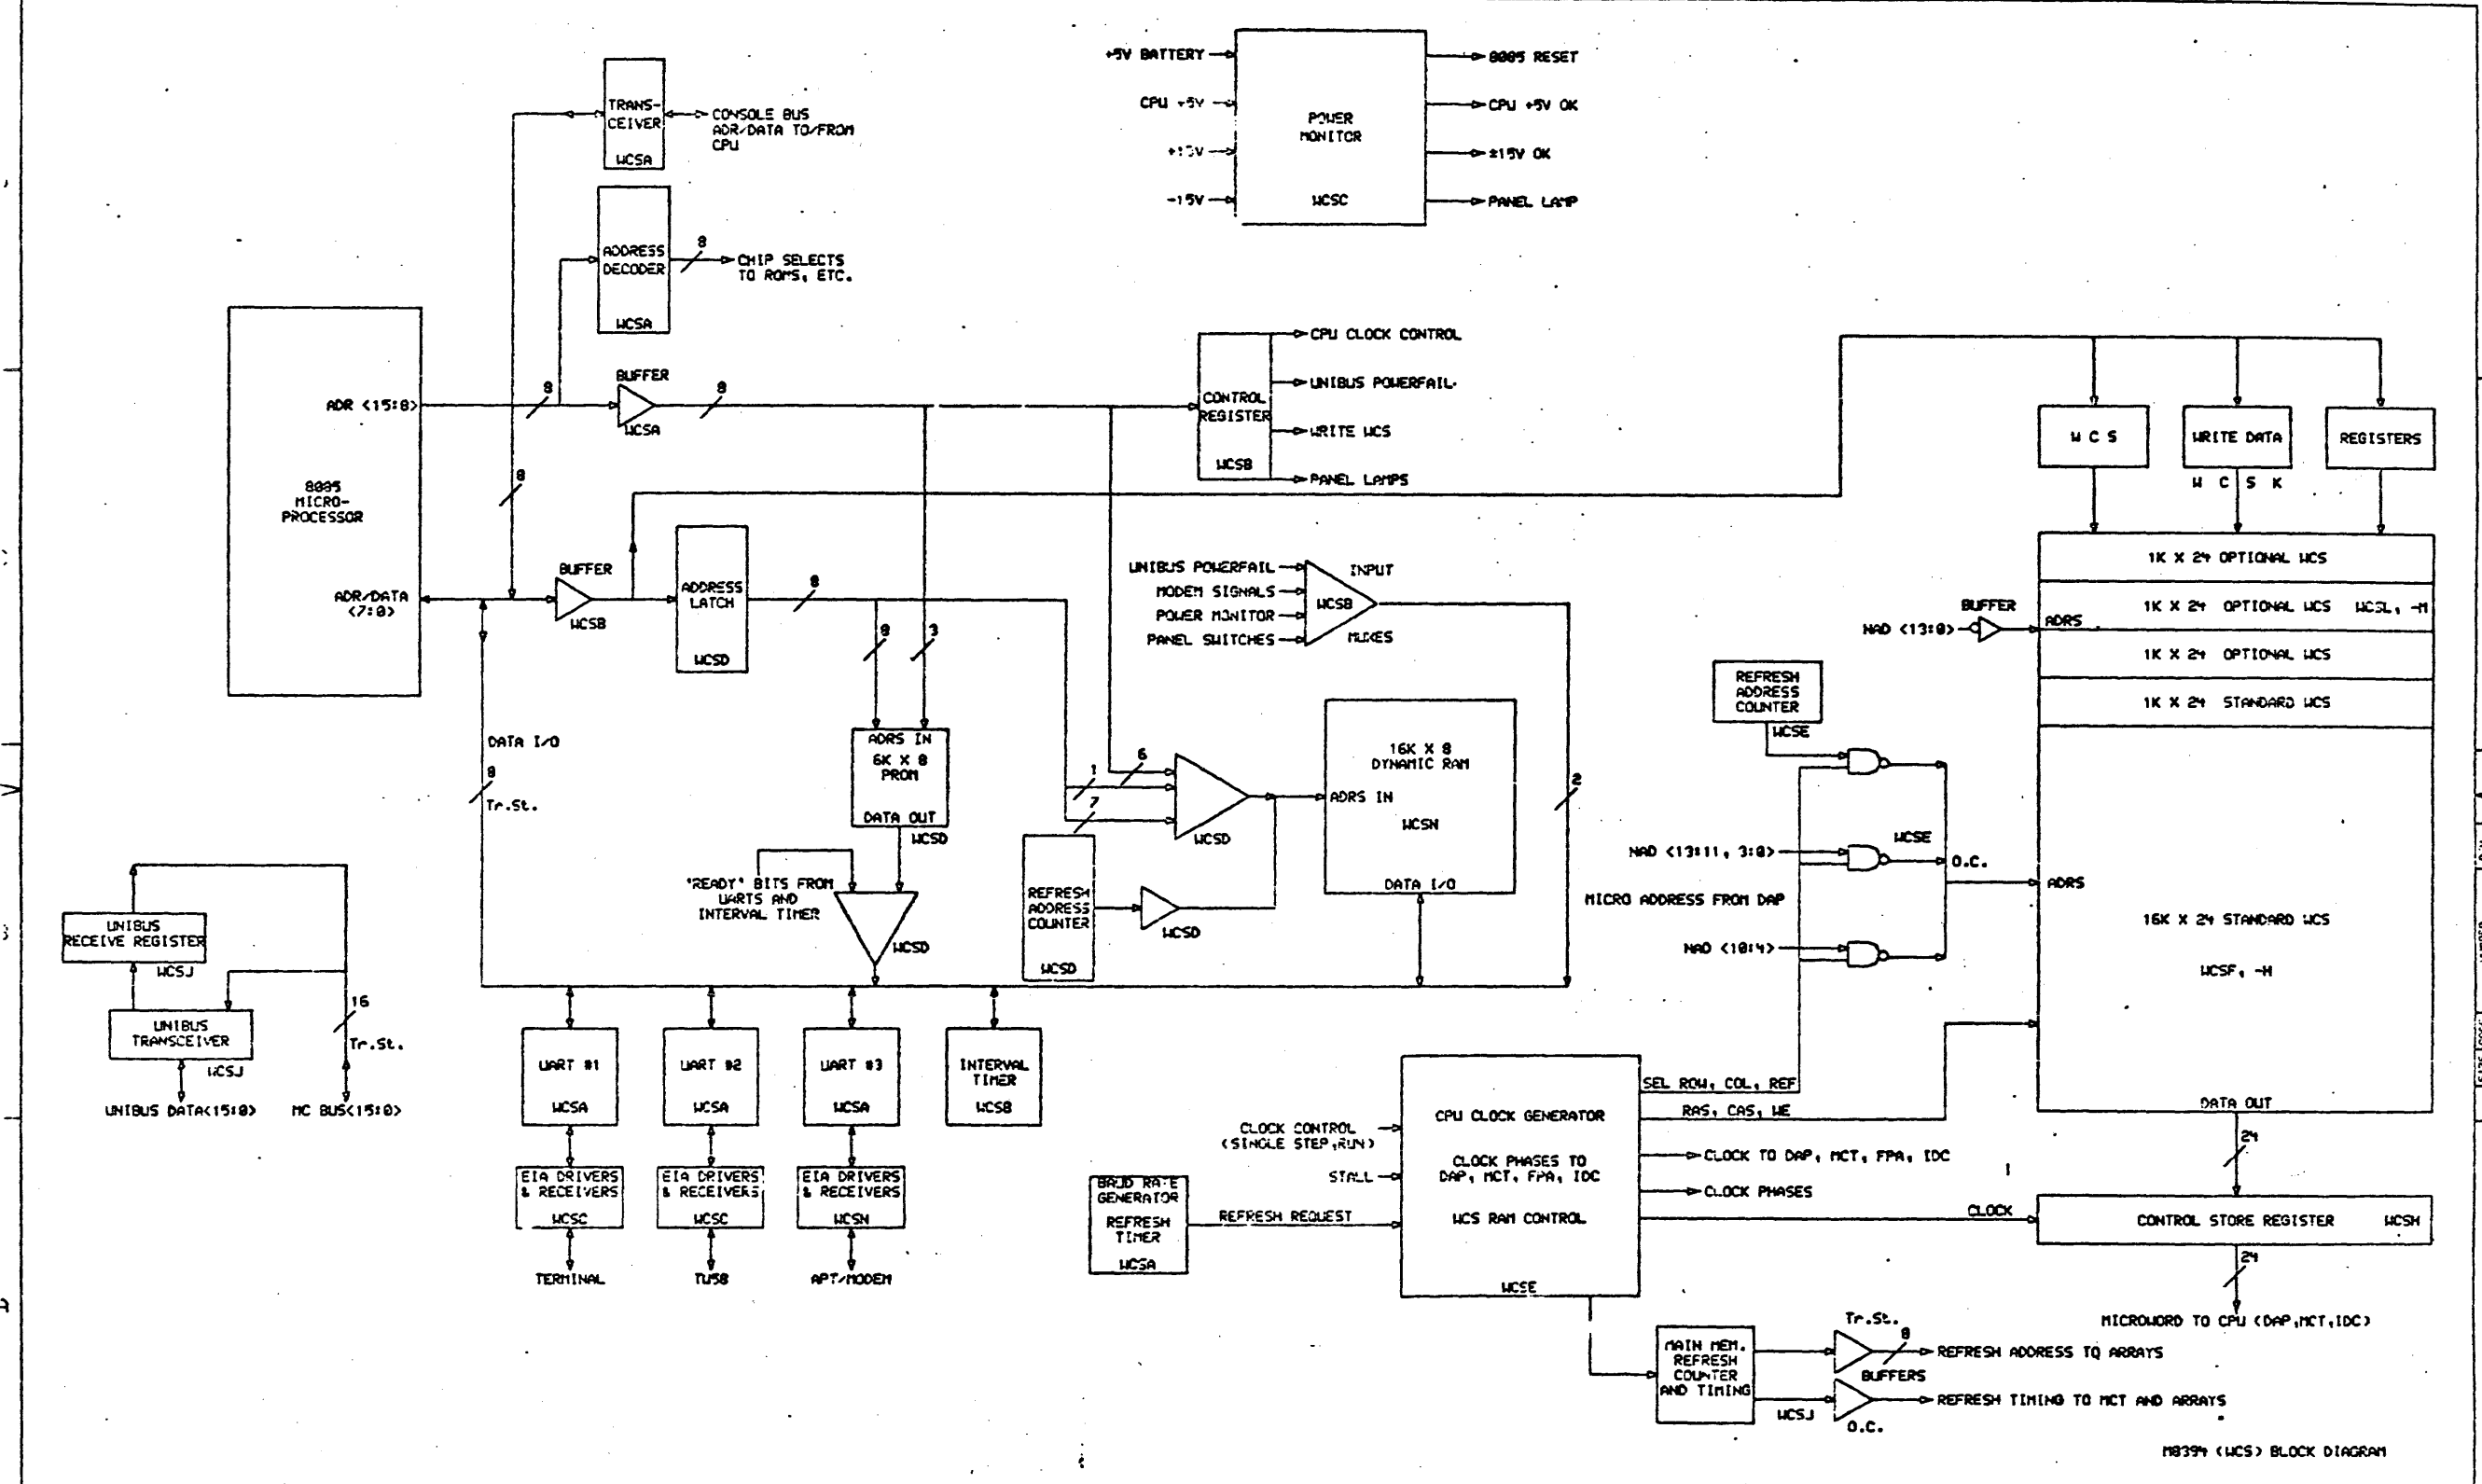 +5V BATTERY
CPU +5V
+15V
-15V
POWER
MONITOR
WCSC
8085 RESET
CPU +5V OK
±15V OK
PANEL LAMP
TRANS-
CEIVER
WCSA
CONSOLE BUS
ADR/DATA TO/FROM
CPU
ADDRESS
DECODER
WCSA
8
CHIP SELECTS
TO ROMS, ETC.
8085
MICRO-
PROCESSOR
ADR <15:8>
ADR/DATA
<7:0>
8
BUFFER
WCSA
8
8
BUFFER
WCSB
ADDRESS
LATCH
WCSD
8
CONTROL
REGISTER
WCSB
CPU CLOCK CONTROL
UNIBUS POWERFAIL
WRITE WCS
PANEL LAMPS
UNIBUS POWERFAIL
MODEM SIGNALS
POWER MONITOR
PANEL SWITCHES
INPUT
WCSB
MUXES
2
DATA I/O
8
Tr.St.
8
3
ADRS IN
6K X 8
PROM
DATA OUT
WCSD
"READY" BITS FROM
UARTS AND
INTERVAL TIMER
WCSD
1
6
7
WCSD
REFRESH
ADDRESS
COUNTER
WCSD
WCSD
16K X 8
DYNAMIC RAM
ADRS IN
WCSN
DATA I/O
UNIBUS
RECEIVE REGISTER
WCSJ
UNIBUS
TRANSCEIVER
WCSJ
16
Tr.St.
UNIBUS DATA<15:0>
MC BUS<15:0>
UART #1
WCSA
UART #2
WCSA
UART #3
WCSA
INTERVAL
TIMER
WCSB
EIA DRIVERS
& RECEIVERS
WCSC
EIA DRIVERS
& RECEIVERS
WCSC
EIA DRIVERS
& RECEIVERS
WCSN
TERMINAL
TU58
APT/MODEM
W C S
WRITE DATA
REGISTERS
W C S K
1K X 24 OPTIONAL WCS
1K X 24 OPTIONAL WCS WCSL, -M
1K X 24 OPTIONAL WCS
1K X 24 STANDARD WCS
BUFFER
NAD <13:0>
ADRS
REFRESH
ADDRESS
COUNTER
WCSE
NAD <13:11, 3:0>
WCSE
O.C.
MICRO ADDRESS FROM DAP
NAD <10:4>
ADRS
16K X 24 STANDARD WCS
WCSF, -H
DATA OUT
24
CONTROL STORE REGISTER WCSH
24
MICROWORD TO CPU (DAP,MCT,IDC)
CLOCK CONTROL
(SINGLE STEP,RUN)
STALL
BAUD RATE
GENERATOR
REFRESH
TIMER
WCSA
REFRESH REQUEST
CPU CLOCK GENERATOR
CLOCK PHASES TO
DAP, MCT, FPA, IDC
WCS RAM CONTROL
WCSE
SEL ROW, COL, REF
RAS, CAS, WE
CLOCK TO DAP, MCT, FPA, IDC
CLOCK PHASES
CLOCK
MAIN MEM.
REFRESH
COUNTER
AND TIMING
WCSJ
Tr.St.
8
BUFFERS
O.C.
REFRESH ADDRESS TO ARRAYS
REFRESH TIMING TO MCT AND ARRAYS
M8394 (WCS) BLOCK DIAGRAM